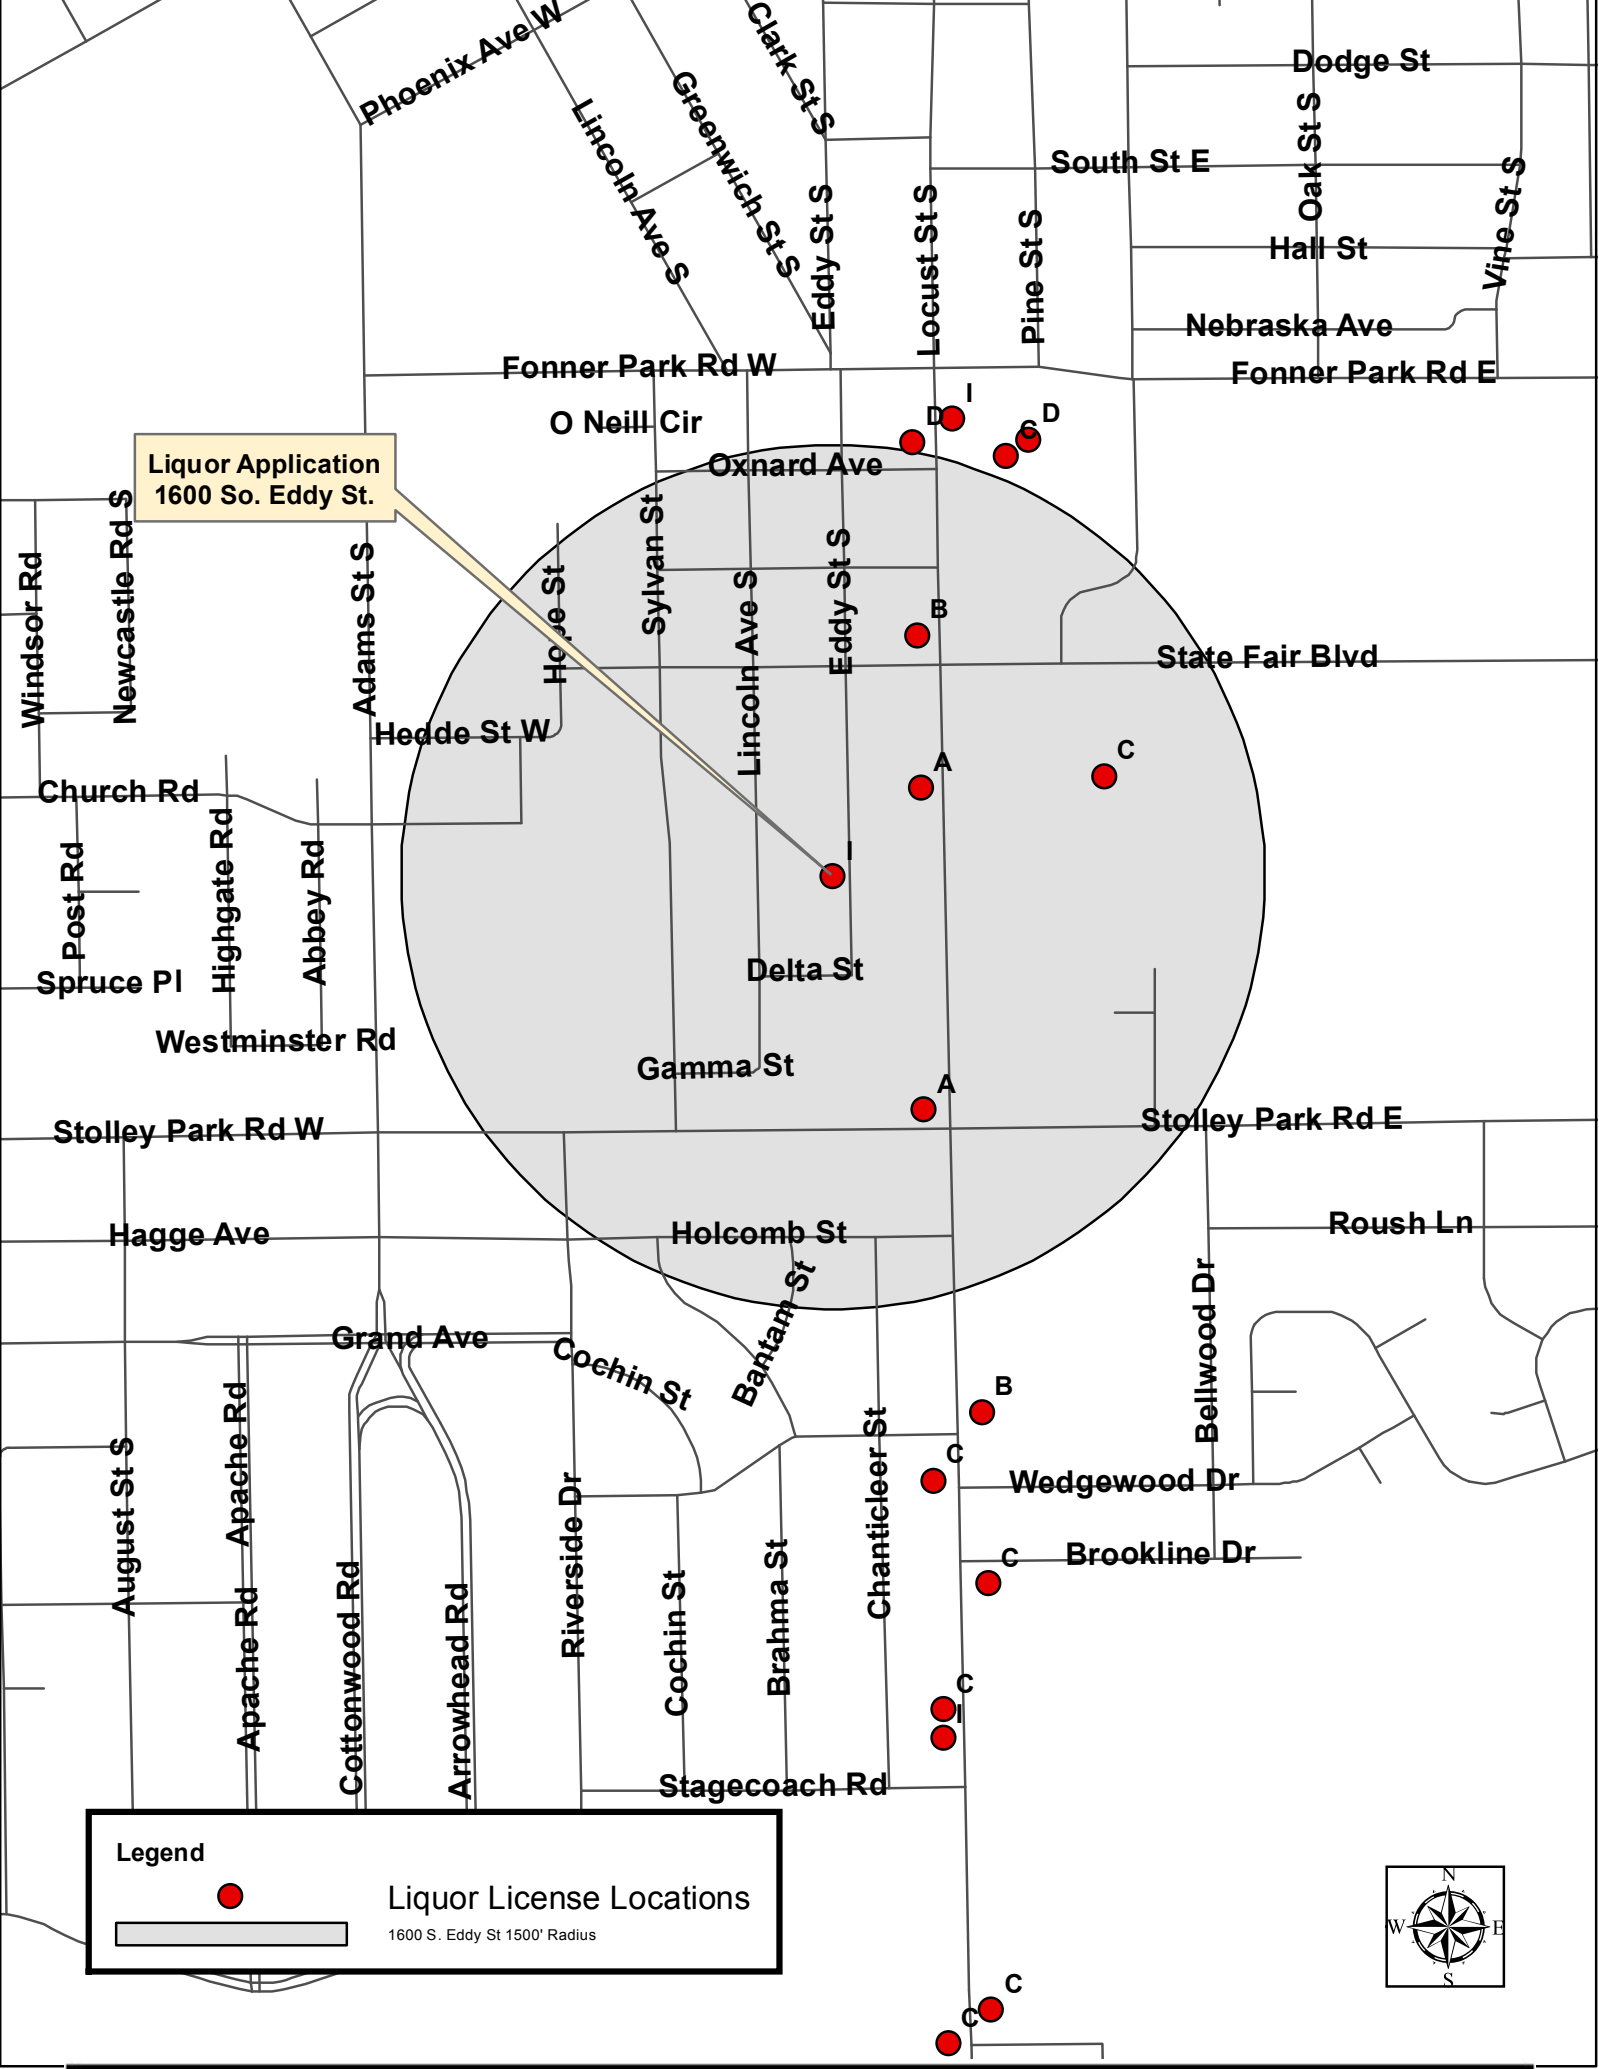 Phoenix Ave W
Clark St S
Dodge St
Greenwich St S
Lincoln Ave S
Oak St S
South St E
Eddy St S
Locust St S
Pine St S
Vine St S
Hall St
Nebraska Ave
Fonner Park Rd W
Fonner Park Rd E
I
D
D
C
O Neill Cir
Liquor Application
1600 So. Eddy St.
Oxnard Ave
Windsor Rd
Newcastle Rd S
Adams St S
Hope St
Sylvan St
Lincoln Ave S
Eddy St S
B
State Fair Blvd
Hedde St W
A
C
Church Rd
Post Rd
Highgate Rd
Abbey Rd
I
Spruce Pl
Delta St
Westminster Rd
Gamma St
A
Stolley Park Rd W
Stolley Park Rd E
Hagge Ave
Holcomb St
Roush Ln
Bantam St
Bellwood Dr
Grand Ave
Cochin St
B
August St S
Apache Rd
Chanticleer St
C
Wedgewood Dr
Riverside Dr
Brookline Dr
C
Apache Rd
Cottonwood Rd
Arrowhead Rd
Cochin St
Brahma St
C
I
Stagecoach Rd
Legend
Liquor License Locations
1600 S. Eddy St 1500' Radius
N
W
E
S
C
C